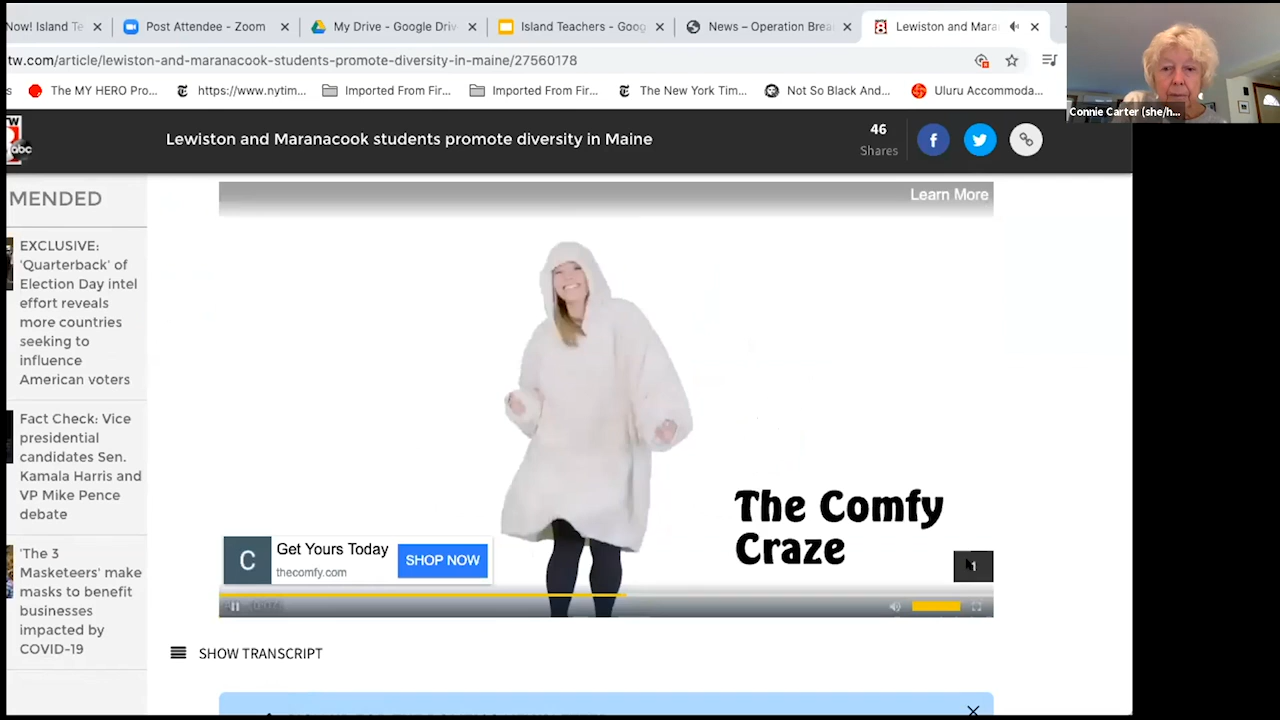 Now! Island Te
Post Attendee - Zoom
My Drive - Google Driv
Island Teachers - Goog
News – Operation Brea
Lewiston and Mara
tw.com/article/lewiston-and-maranacook-students-promote-diversity-in-maine/27560178
s
The MY HERO Pro...
https://www.nytim...
Imported From Fir...
Imported From Fir...
The New York Tim...
Not So Black And...
Uluru Accommoda...
Connie Carter (she/h...
TW
8
abc
Lewiston and Maranacook students promote diversity in Maine
46
Shares
MENDED
EXCLUSIVE:
'Quarterback' of
Election Day intel
effort reveals
more countries
seeking to
influence
American voters
Fact Check: Vice
presidential
candidates Sen.
Kamala Harris and
VP Mike Pence
debate
'The 3
Masketeers' make
masks to benefit
businesses
impacted by
COVID-19
Learn More
The Comfy
Craze
C
Get Yours Today
thecomfy.com
SHOP NOW
1
SHOW TRANSCRIPT